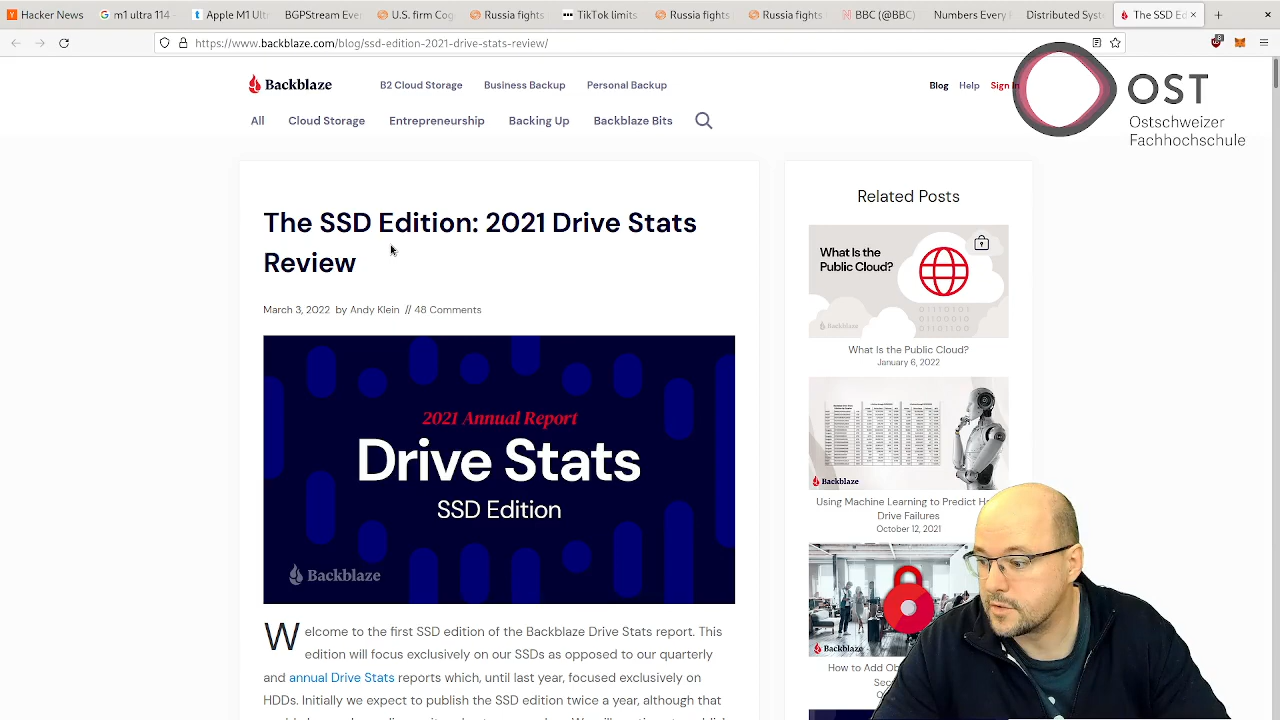 Hacker News
m1 ultra 114
Apple M1 Ult
BGPStream Ev
U.S. firm Cog
Russia fights
TikTok limits
Russia fights
Russia fights
BBC (@BBC)
Numbers Every
Distributed Syst
The SSD Ed
https://www.backblaze.com/blog/ssd-edition-2021-drive-stats-review/
Backblaze
B2 Cloud Storage
Business Backup
Personal Backup
Blog
Help
Sign In
All
Cloud Storage
Entrepreneurship
Backing Up
Backblaze Bits
OST
Ostschweizer
Fachhochschule
The SSD Edition: 2021 Drive Stats
Review
March 3, 2022 by Andy Klein // 48 Comments
2021 Annual Report
Drive Stats
SSD Edition
Backblaze
Welcome to the first SSD edition of the Backblaze Drive Stats report. This
edition will focus exclusively on our SSDs as opposed to our quarterly
and annual Drive Stats reports which, until last year, focused exclusively on
HDDs. Initially we expect to publish the SSD edition twice a year, although that
Related Posts
What Is the
Public Cloud?
Backblaze
What Is the Public Cloud?
January 6, 2022
Backblaze
Using Machine Learning to Predict
Drive Failures
October 12, 2021
Backblaze
How to Add